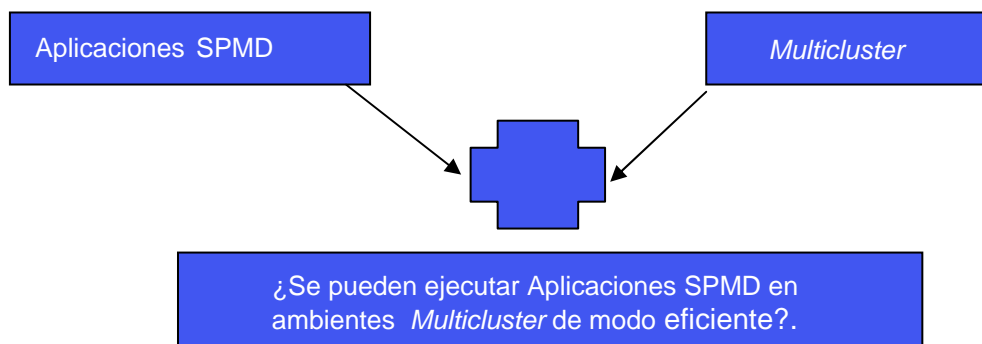 Aplicaciones SPMD
Multicluster
¿Se pueden ejecutar Aplicaciones SPMD en
ambientes Multicluster de modo eficiente?.